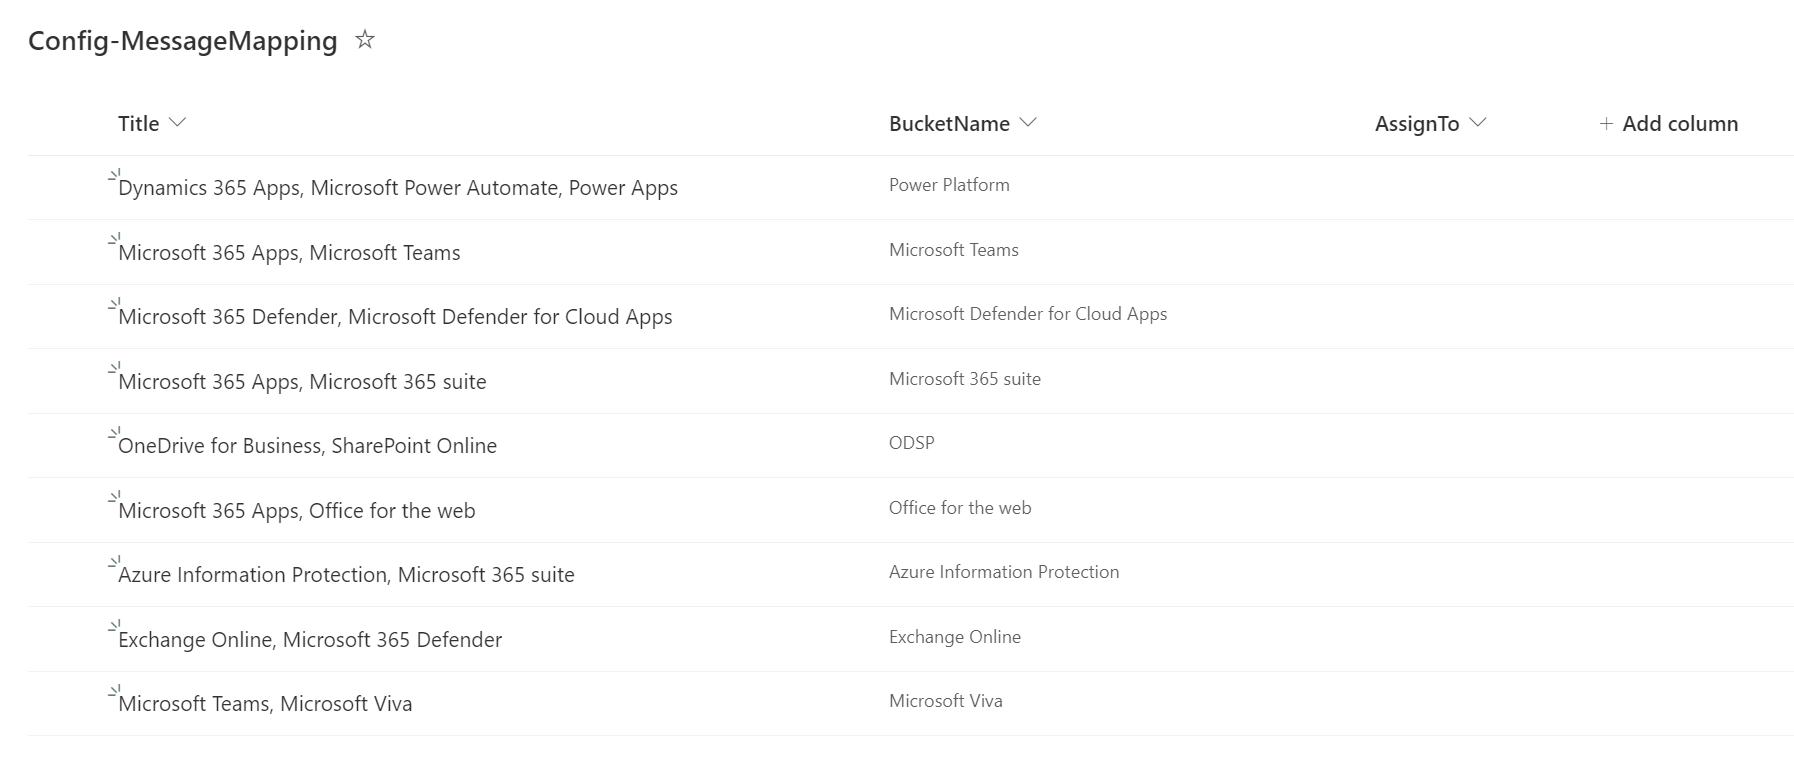 Config-MessageMapping
Title BucketName AssignTo + Add column
Dynamics 365 Apps, Microsoft Power Automate, Power Apps Power Platform
Microsoft 365 Apps, Microsoft Teams Microsoft Teams
Microsoft 365 Defender, Microsoft Defender for Cloud Apps Microsoft Defender for Cloud Apps
Microsoft 365 Apps, Microsoft 365 suite Microsoft 365 suite
OneDrive for Business, SharePoint Online ODSP
Microsoft 365 Apps, Office for the web Office for the web
Azure Information Protection, Microsoft 365 suite Azure Information Protection
Exchange Online, Microsoft 365 Defender Exchange Online
Microsoft Teams, Microsoft Viva Microsoft Viva